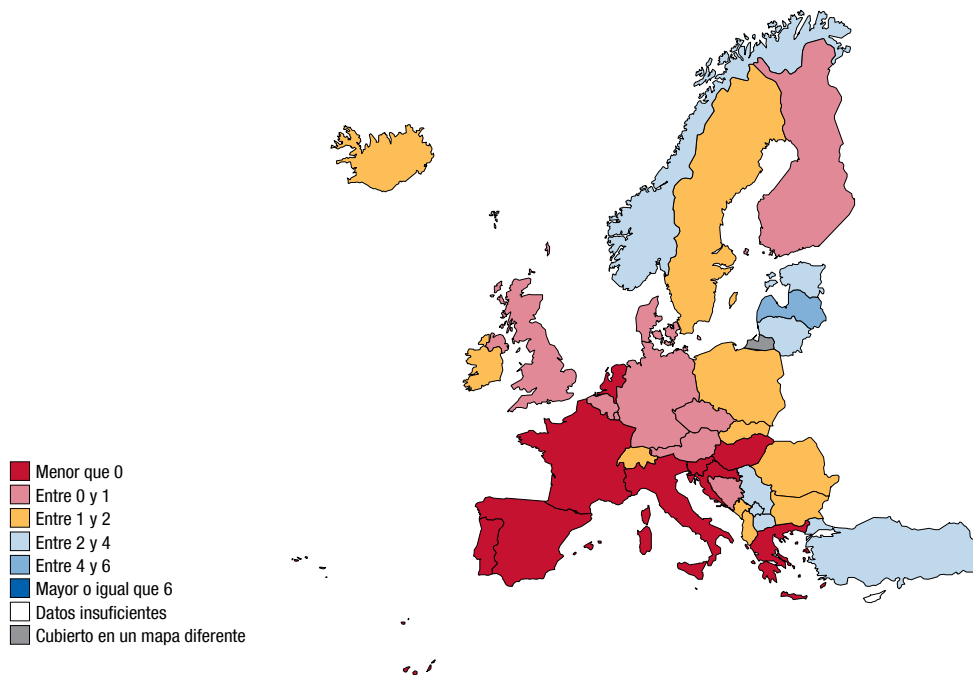 Menor que 0
Entre 0 y 1
Entre 1 y 2
Entre 2 y 4
Entre 4 y 6
Mayor o igual que 6
Datos insuficientes
Cubierto en un mapa diferente